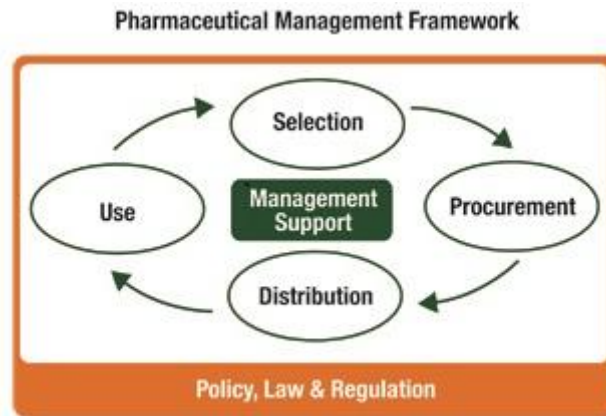 Pharmaceutical Management Framework
Selection
Use
Management
Support
Procurement
Distribution
Policy, Law & Regulation